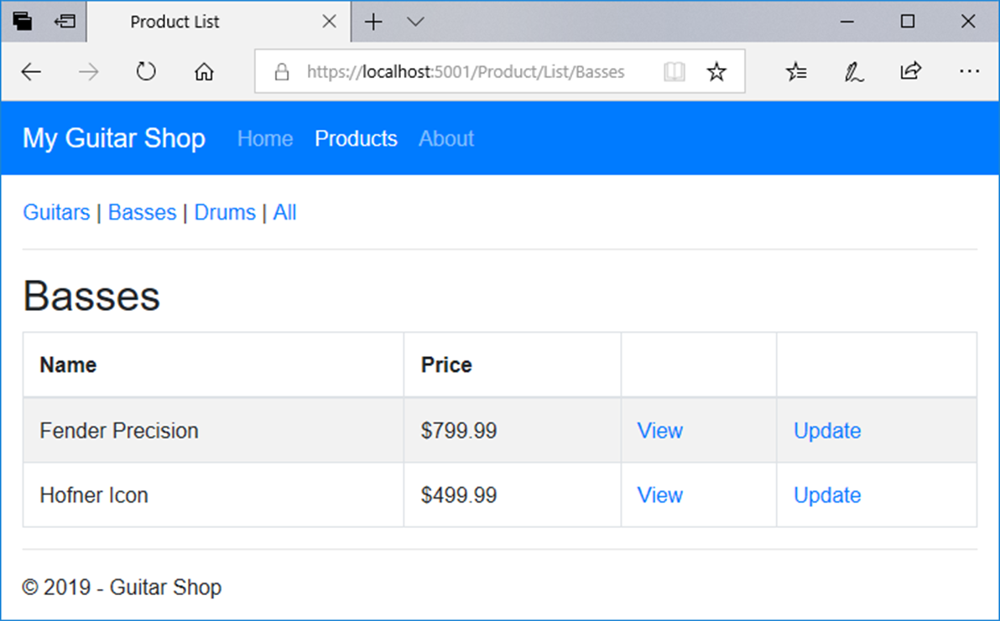 Product List
https://localhost:5001/Product/List/Basses
My Guitar Shop Home Products About
Guitars | Basses | Drums | All
Basses
Name Price
Fender Precision $799.99 View Update
Hofner Icon $499.99 View Update
© 2019 - Guitar Shop